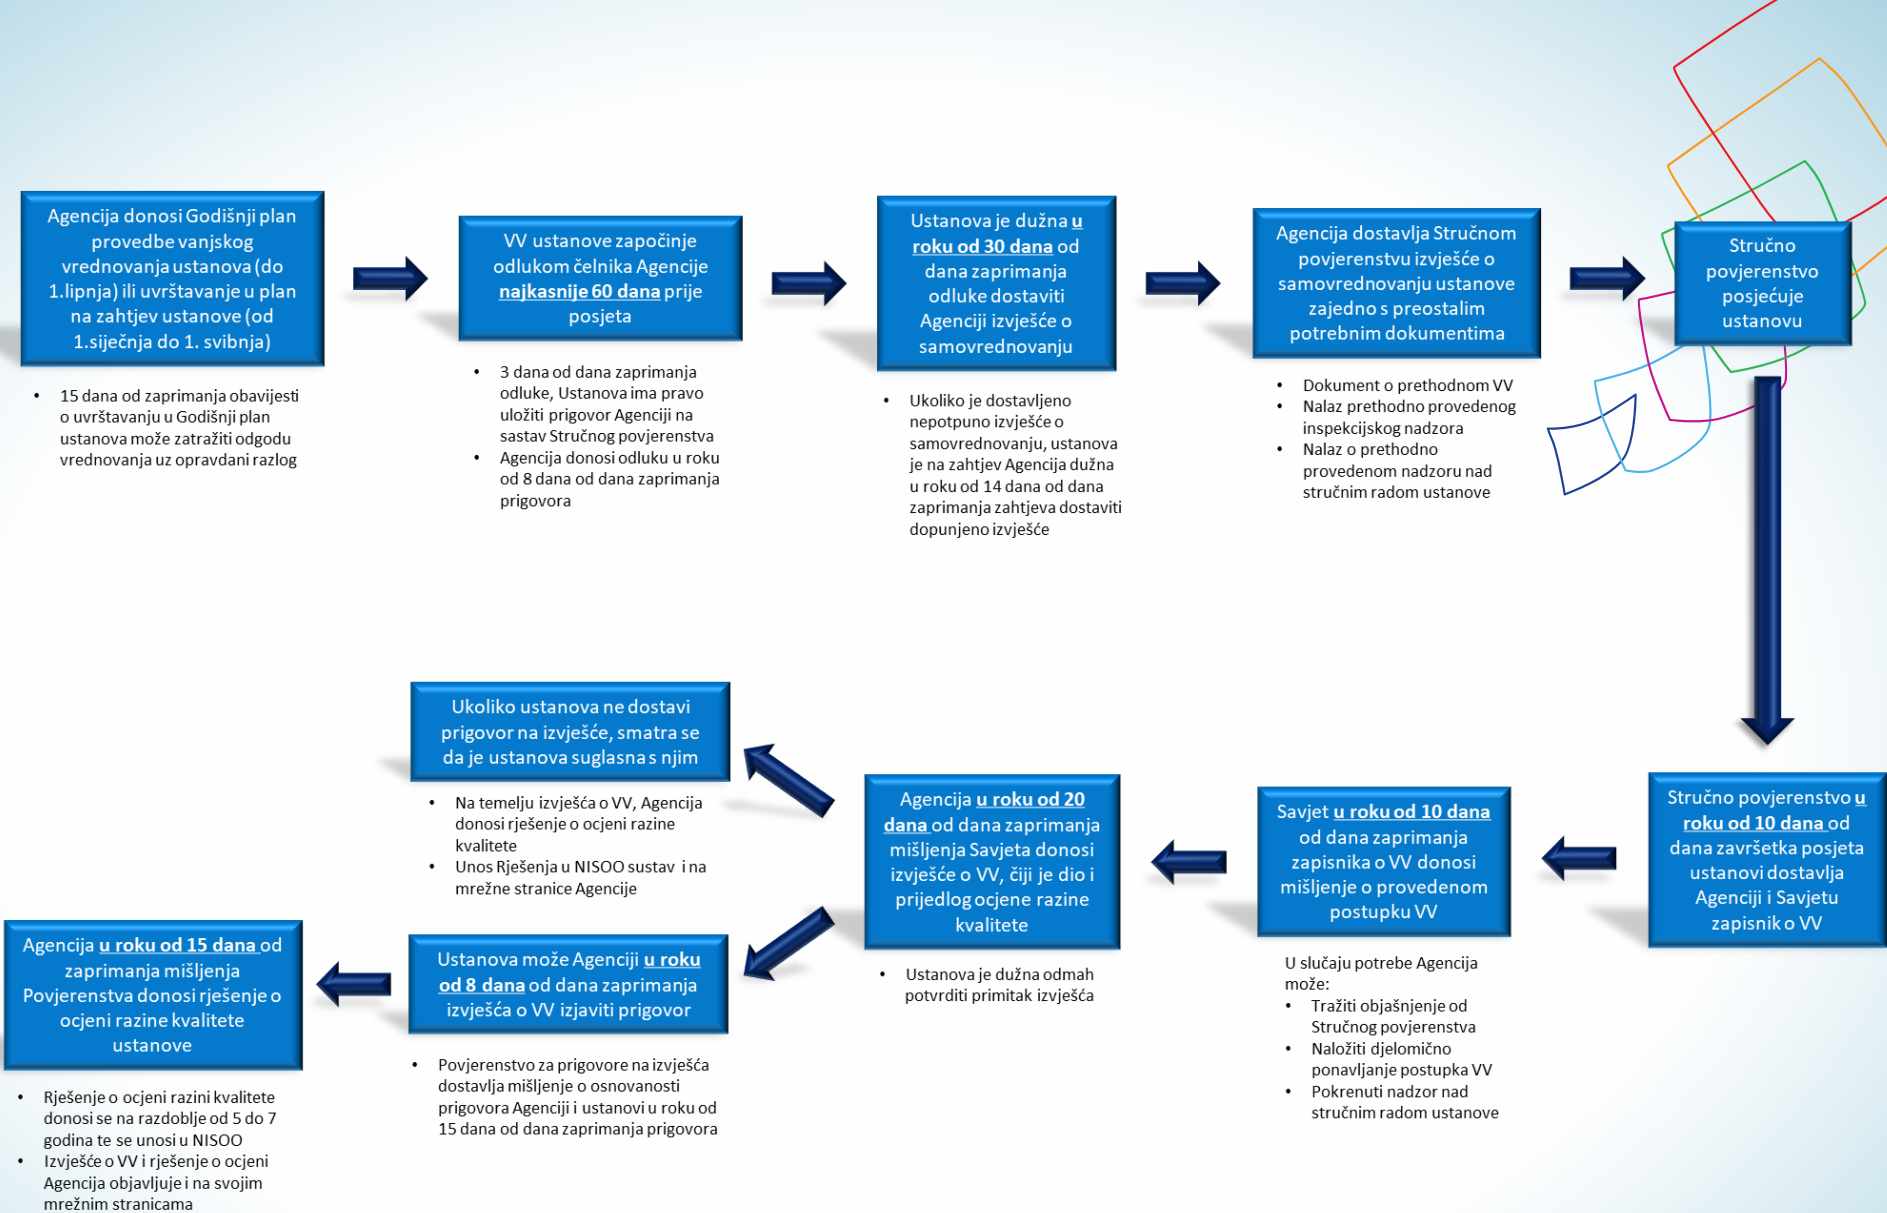 Agencija donosi Godišnji plan
provedbe vanjskog
vrednovanja ustanova (do
1.lipnja) ili uvrštavanje u plan
na zahtjev ustanove (od
1.siječnja do 1. svibnja)
• 15 dana od zaprimanja obavijesti
o uvrštavanju u Godišnji plan
ustanova može zatražiti odgodu
vrednovanja uz opravdani razlog
VV ustanove započinje
odlukom čelnika Agencije
najkasnije 60 dana prije
posjeta
• 3 dana od dana zaprimanja
odluke, Ustanova ima pravo
uložiti prigovor Agenciji na
sastav Stručnog povjerenstva
• Agencija donosi odluku u roku
od 8 dana od dana zaprimanja
prigovora
Ustanova je dužna u
roku od 30 dana od
dana zaprimanja
odluke dostaviti
Agenciji izvješće o
samovrednovanju
• Ukoliko je dostavljeno
nepotpuno izvješće o
samovrednovanju, ustanova
je na zahtjev Agencija dužna
u roku od 14 dana od dana
zaprimanja zahtjeva dostaviti
dopunjeno izvješće
Agencija dostavlja Stručnom
povjerenstvu izvješće o
samovrednovanju ustanove
zajedno s preostalim
potrebnim dokumentima
• Dokument o prethodnom VV
• Nalaz prethodno provedenog
inspekcijskog nadzora
• Nalaz o prethodno
provedenom nadzoru nad
stručnim radom ustanove
Stručno
povjerenstvo
posjećuje
ustanovu
Stručno povjerenstvo u
roku od 10 dana od
dana završetka posjeta
ustanovi dostavlja
Agenciji i Savjetu
zapisnik o VV
Savjet u roku od 10 dana
od dana zaprimanja
zapisnika o VV donosi
mišljenje o provedenom
postupku VV
U slučaju potrebe Agencija
može:
• Tražiti objašnjenje od
Stručnog povjerenstva
• Naložiti djelomično
ponavljanje postupka VV
• Pokrenuti nadzor nad
stručnim radom ustanove
Agencija u roku od 20
dana od dana zaprimanja
mišljenja Savjeta donosi
izvješće o VV, čiji je dio i
prijedlog ocjene razine
kvalitete
• Ustanova je dužna odmah
potvrditi primitak izvješća
Ukoliko ustanova ne dostavi
prigovor na izvješće, smatra se
da je ustanova suglasna s njim
• Na temelju izvješća o VV, Agencija
donosi rješenje o ocjeni razine
kvalitete
• Unos Rješenja u NISOO sustav i na
mrežne stranice Agencije
Ustanova može Agenciji u roku
od 8 dana od dana zaprimanja
izvješća o VV izjaviti prigovor
• Povjerenstvo za prigovore na izvješća
dostavlja mišljenje o osnovanosti
prigovora Agenciji i ustanovi u roku od
15 dana od dana zaprimanja prigovora
Agencija u roku od 15 dana od
zaprimanja mišljenja
Povjerenstva donosi rješenje o
ocjeni razine kvalitete
ustanove
• Rješenje o ocjeni razini kvalitete
donosi se na razdoblje od 5 do 7
godina te se unosi u NISOO
• Izvješće o VV i rješenje o ocjeni
Agencija objavljuje i na svojim
mrežnim stranicama